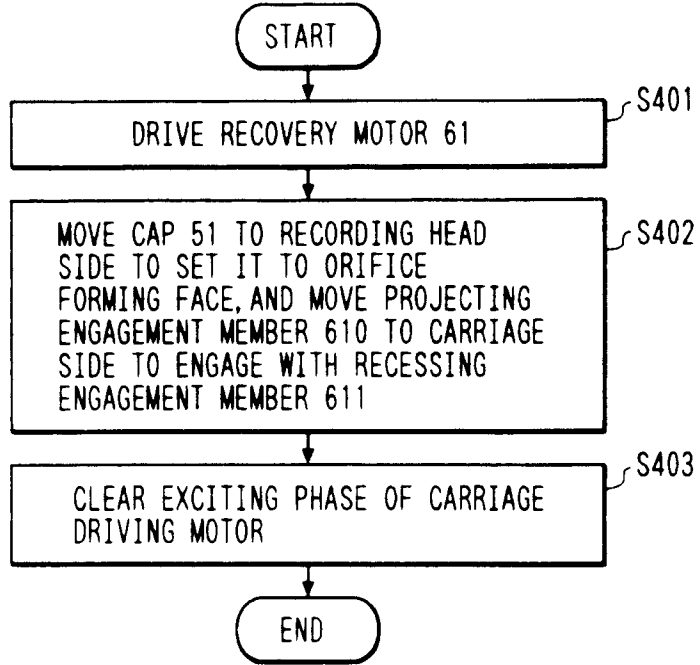 START
DRIVE RECOVERY MOTOR 61
S401
MOVE CAP 51 TO RECORDING HEAD
SIDE TO SET IT TO ORIFICE
FORMING FACE, AND MOVE PROJECTING
ENGAGEMENT MEMBER 610 TO CARRIAGE
SIDE TO ENGAGE WITH RECESSING
ENGAGEMENT MEMBER 611
S402
CLEAR EXCITING PHASE OF CARRIAGE
DRIVING MOTOR
S403
END